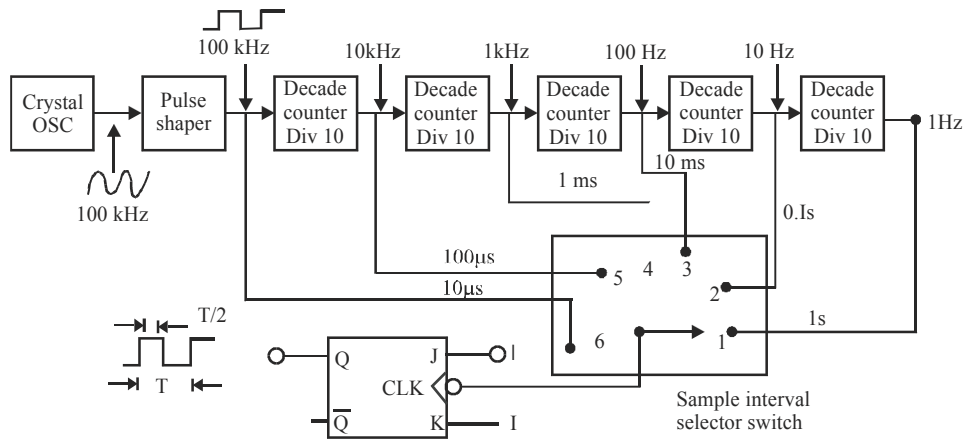 100 kHz
10kHz
1kHz
100 Hz
10 Hz
Crystal
OSC
Pulse
shaper
Decade
counter
Div 10
Decade
counter
Div 10
Decade
counter
Div 10
Decade
counter
Div 10
Decade
counter
Div 10
1Hz
100 kHz
10 ms
1 ms
0.Is
100μs
10μs
5
4
3
2
6
1
1s
T/2
T
Q
J
I
CLK
Q
K
I
Sample interval
selector switch